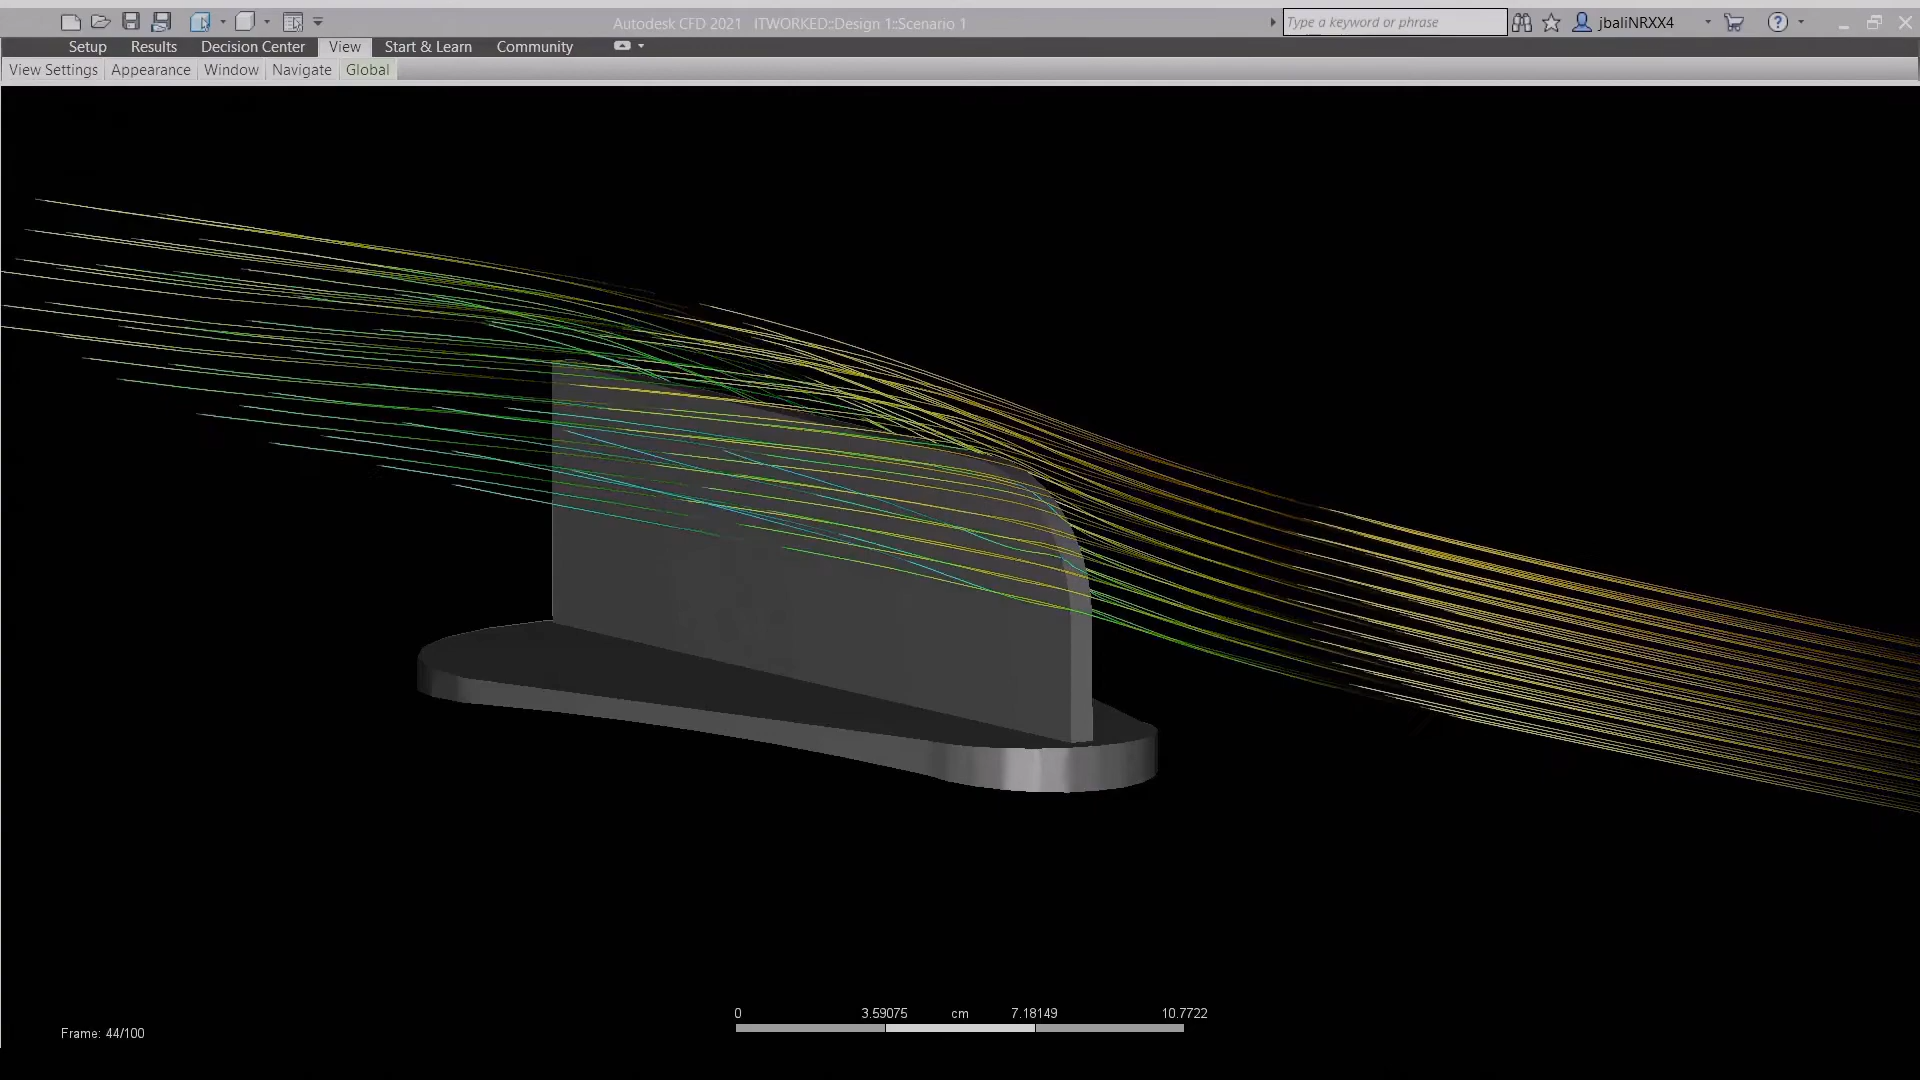 Autodesk CFD 2021 ITWORKED::Design 1::Scenario 1
Type a keyword or phrase
jbaliNRXX4
Setup Results Decision Center View Start & Learn Community
View Settings Appearance Window Navigate Global
0 3.59075 cm 7.18149 10.7722
Frame: 44/100